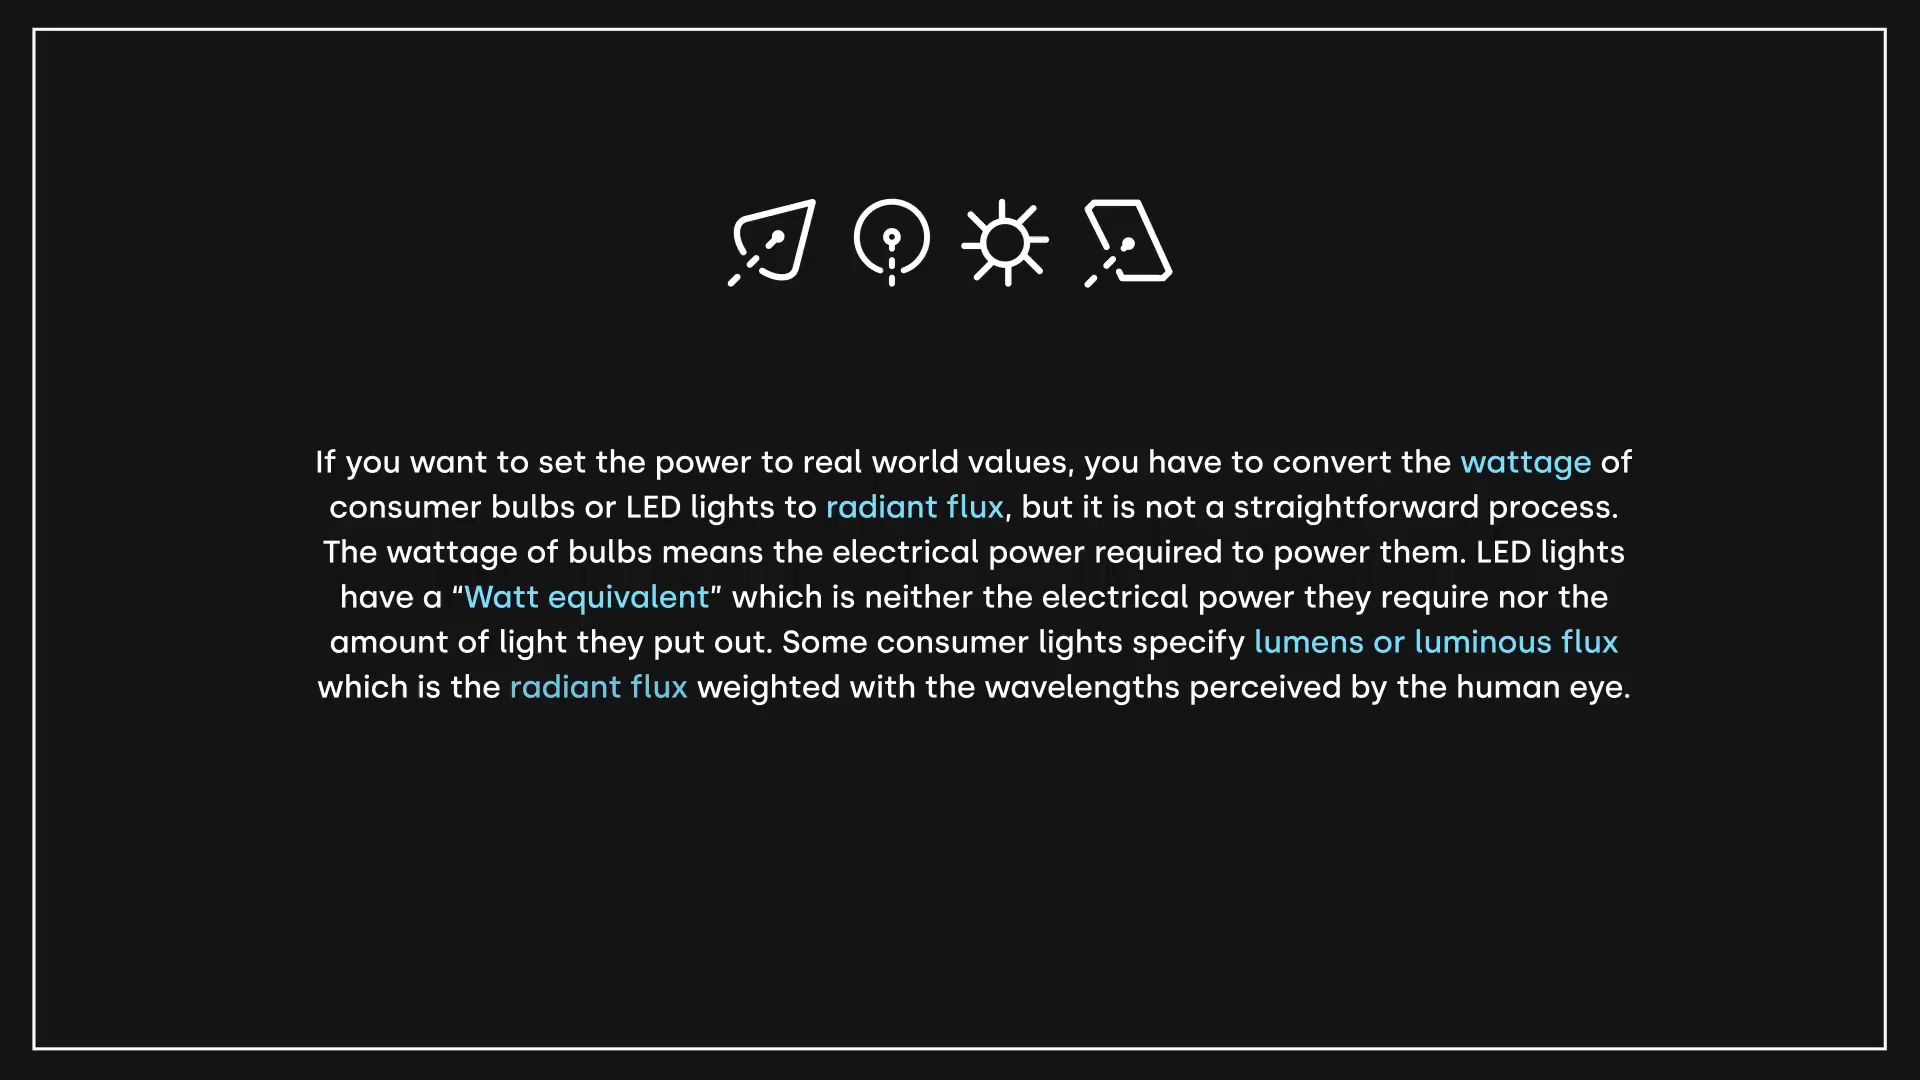 If you want to set the power to real world values, you have to convert the wattage of
consumer bulbs or LED lights to radiant flux, but it is not a straightforward process.
The wattage of bulbs means the electrical power required to power them. LED lights
have a “Watt equivalent” which is neither the electrical power they require nor the
amount of light they put out. Some consumer lights specify lumens or luminous flux
which is the radiant flux weighted with the wavelengths perceived by the human eye.